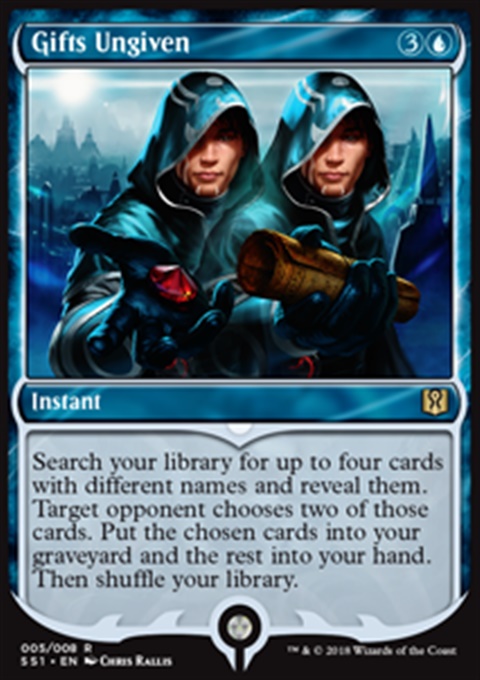 Gifts Ungiven 3
Instant
Search your library for up to four cards
with different names and reveal them.
Target opponent chooses two of those
cards. Put the chosen cards into your
graveyard and the rest into your hand.
Then shuffle your library.
005/008 R
SS1 • EN Chris Rallis
™ & © 2018 Wizards of the Coast